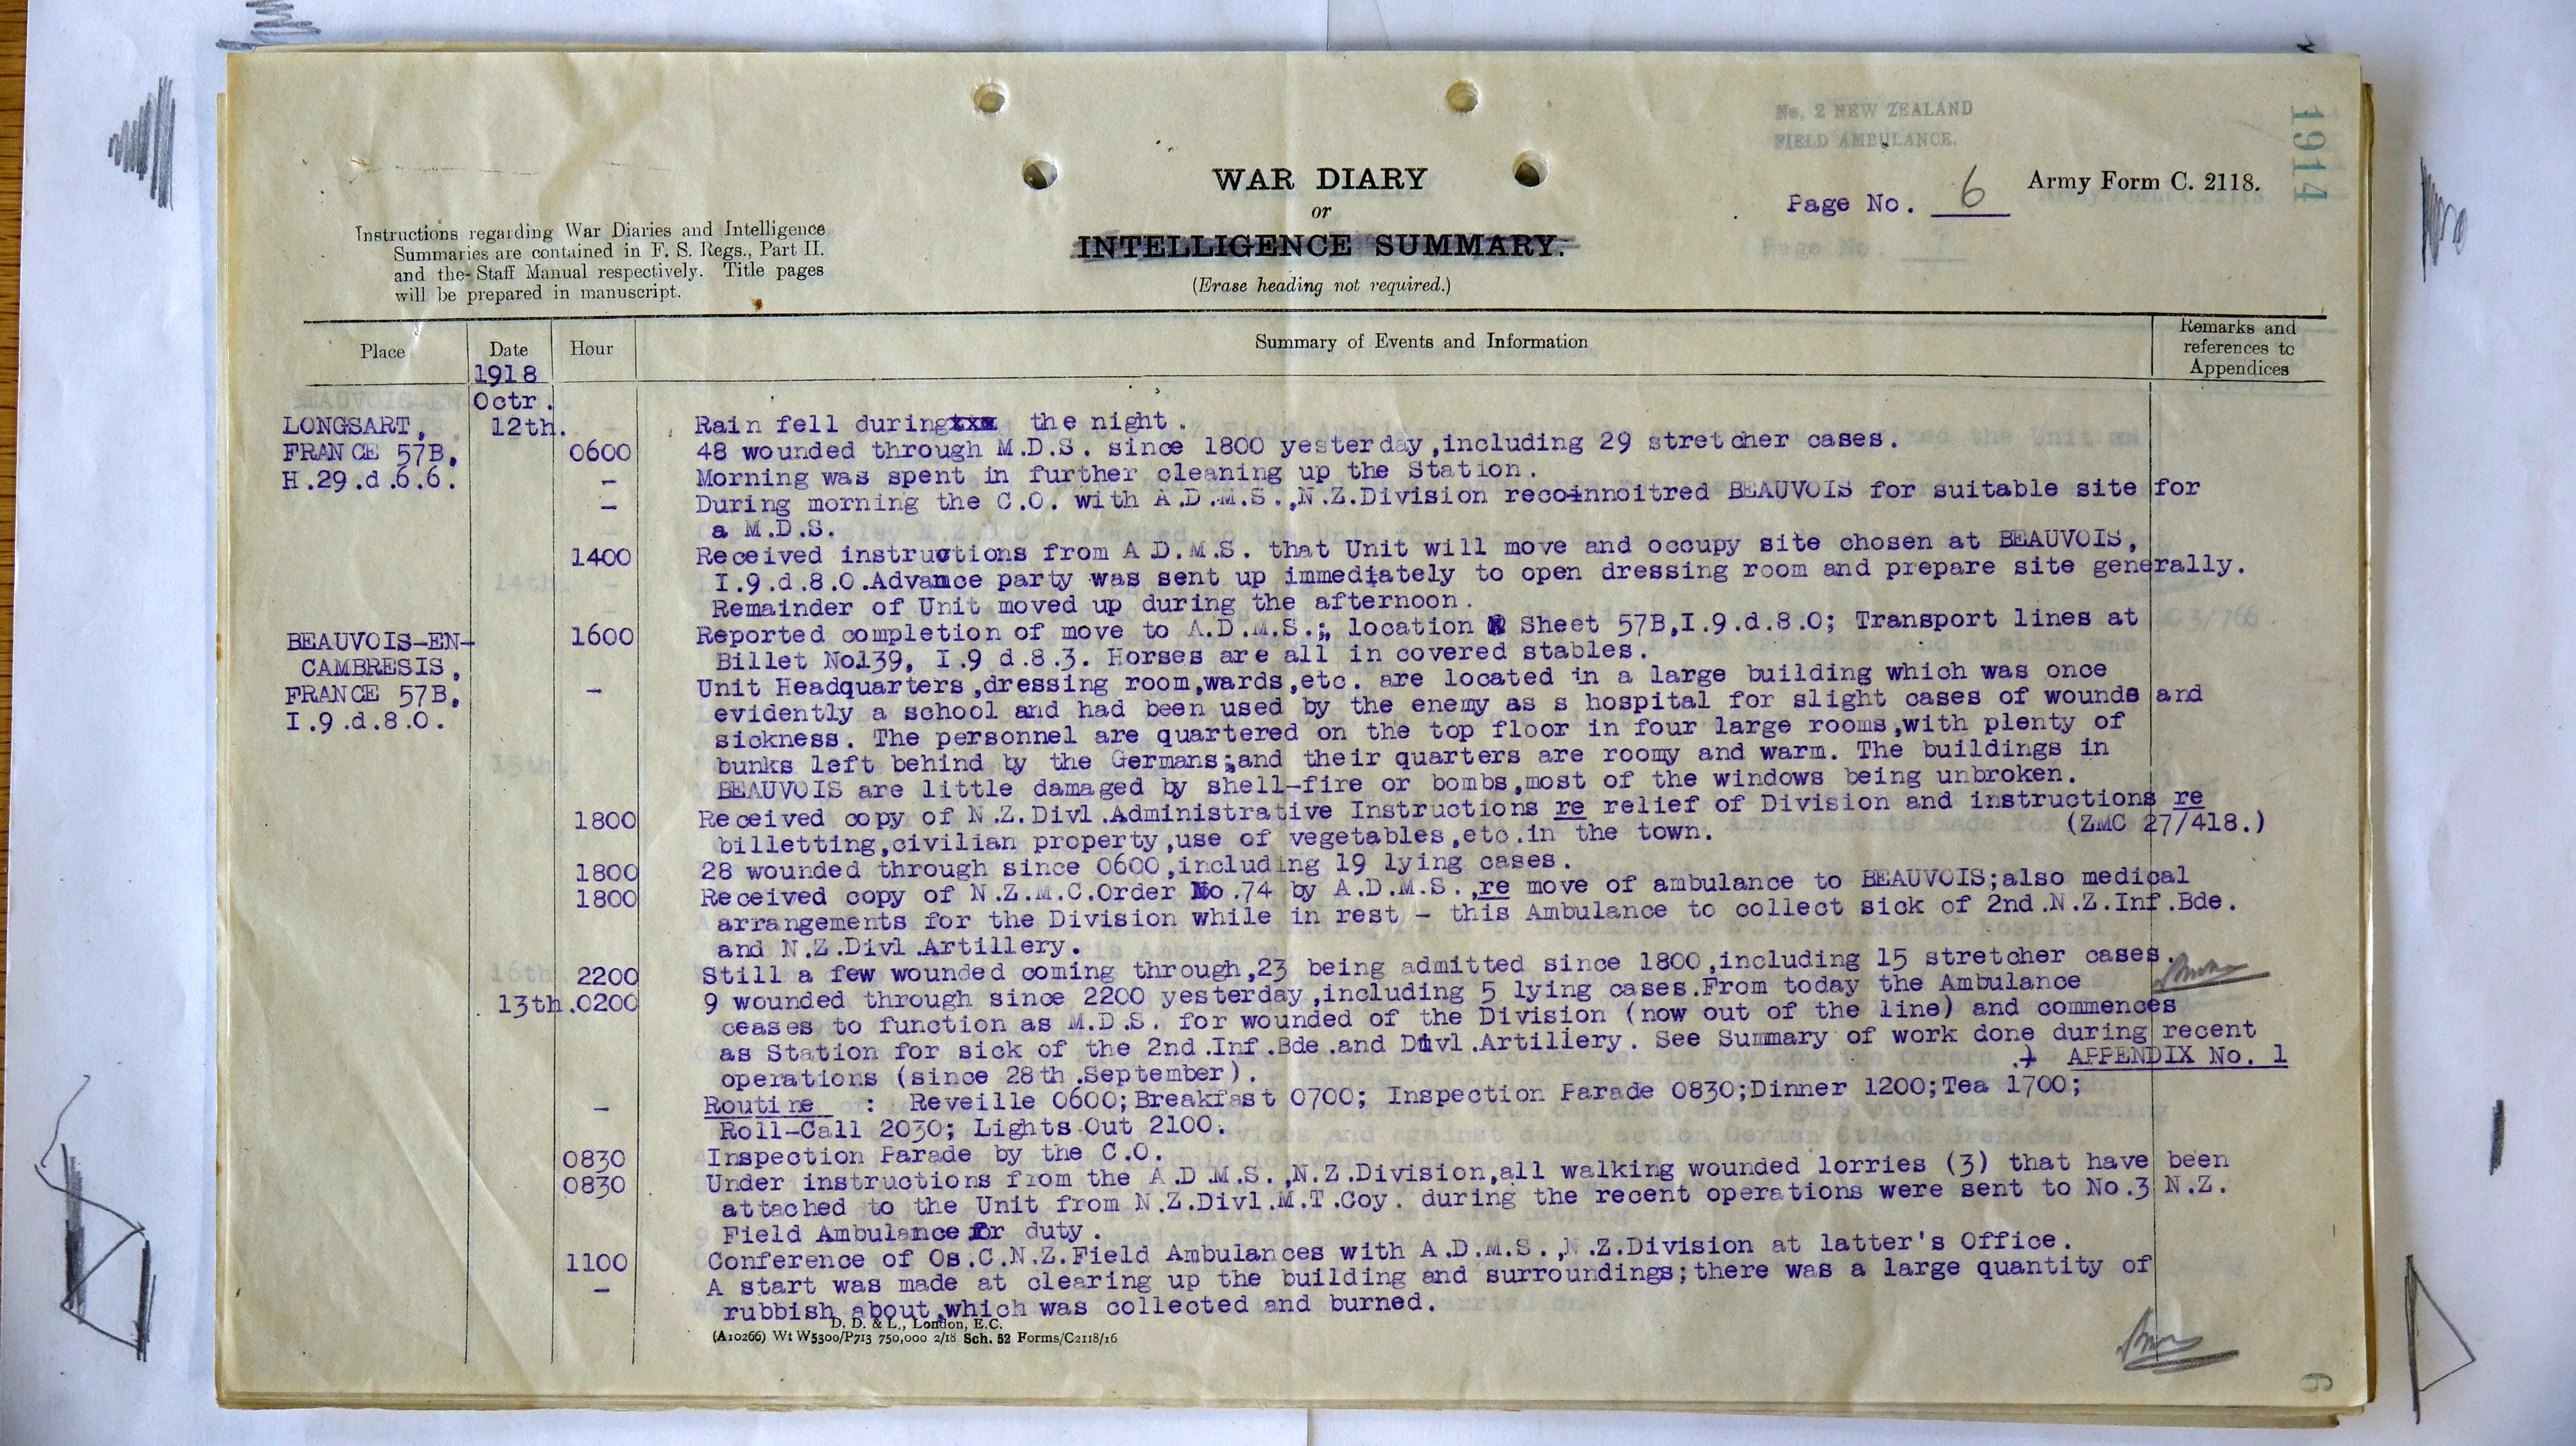 No. 2 NEW ZEALAND
FIELD AMBULANCE.
1914
WAR DIARY
or
INTELLIGENCE SUMMARY.
(Erase heading not required.)
Page No. 6
Army Form C. 2118.
Instructions regarding War Diaries and Intelligence
Summaries are contained in F. S. Regs., Part II.
and the Staff Manual respectively. Title pages
will be prepared in manuscript.
Place Date Hour Summary of Events and Information Remarks and references to Appendices
1918
Octr.
LONGSART, 12th. Rain fell during the night.
FRANCE 57B, 0600 48 wounded through M.D.S. since 1800 yesterday,including 29 stretcher cases.
H.29.d.6.6. - Morning was spent in further cleaning up the Station.
- During morning the C.O. with A.D.M.S.,N.Z.Division recoinnoitred BEAUVOIS for suitable site for
a M.D.S.
1400 Received instructions from A D.M.S. that Unit will move and occupy site chosen at BEAUVOIS,
I.9.d.8.0.Advance party was sent up immediately to open dressing room and prepare site generally.
Remainder of Unit moved up during the afternoon.
BEAUVOIS-EN- 1600 Reported completion of move to A.D.M.S.; location Sheet 57B,I.9.d.8.0; Transport lines at
CAMBRESIS, Billet No139, I.9 d.8.3. Horses are all in covered stables.
FRANCE 57B, - Unit Headquarters,dressing room,wards,etc. are located in a large building which was once
I.9.d.8.0. evidently a school and had been used by the enemy as s hospital for slight cases of wounds and
sickness. The personnel are quartered on the top floor in four large rooms,with plenty of
bunks left behind by the Germans;and their quarters are roomy and warm. The buildings in
BEAUVOIS are little damaged by shell-fire or bombs,most of the windows being unbroken.
1800 Received copy of N.Z.Divl.Administrative Instructions re relief of Division and instructions re
billetting,civilian property,use of vegetables,etc.in the town. (ZMC 27/418.)
1800 28 wounded through since 0600,including 19 lying cases.
1800 Received copy of N.Z.M.C.Order No.74 by A.D.M.S.,re move of ambulance to BEAUVOIS;also medical
arrangements for the Division while in rest - this Ambulance to collect sick of 2nd.N.Z.Inf.Bde.
and N.Z.Divl.Artillery.
2200 Still a few wounded coming through,23 being admitted since 1800,including 15 stretcher cases.
13th.0200 9 wounded through since 2200 yesterday,including 5 lying cases.From today the Ambulance
ceases to function as M.D.S. for wounded of the Division (now out of the line) and commences
as Station for sick of the 2nd.Inf.Bde.and Divl.Artillery. See Summary of work done during recent
operations (since 28th.September). APPENDIX No. 1
- Routine : Reveille 0600;Breakfast 0700; Inspection Parade 0830;Dinner 1200;Tea 1700;
Roll-Call 2030; Lights Out 2100.
0830 Inspection Parade by the C.O.
0830 Under instructions from the A.D.M.S.,N.Z.Division,all walking wounded lorries (3) that have been
attached to the Unit from N.Z.Divl.M.T.Coy. during the recent operations were sent to No.3 N.Z.
Field Ambulance for duty.
1100 Conference of Os.C.N.Z.Field Ambulances with A.D.M.S.,N.Z.Division at latter's Office.
- A start was made at clearing up the building and surroundings;there was a large quantity of
rubbish about,which was collected and burned.
D. D. & L., London, E.C.
(A10266) Wt W5300/P713 750,000 2/18 Sch. 52 Forms/C2118/16
6